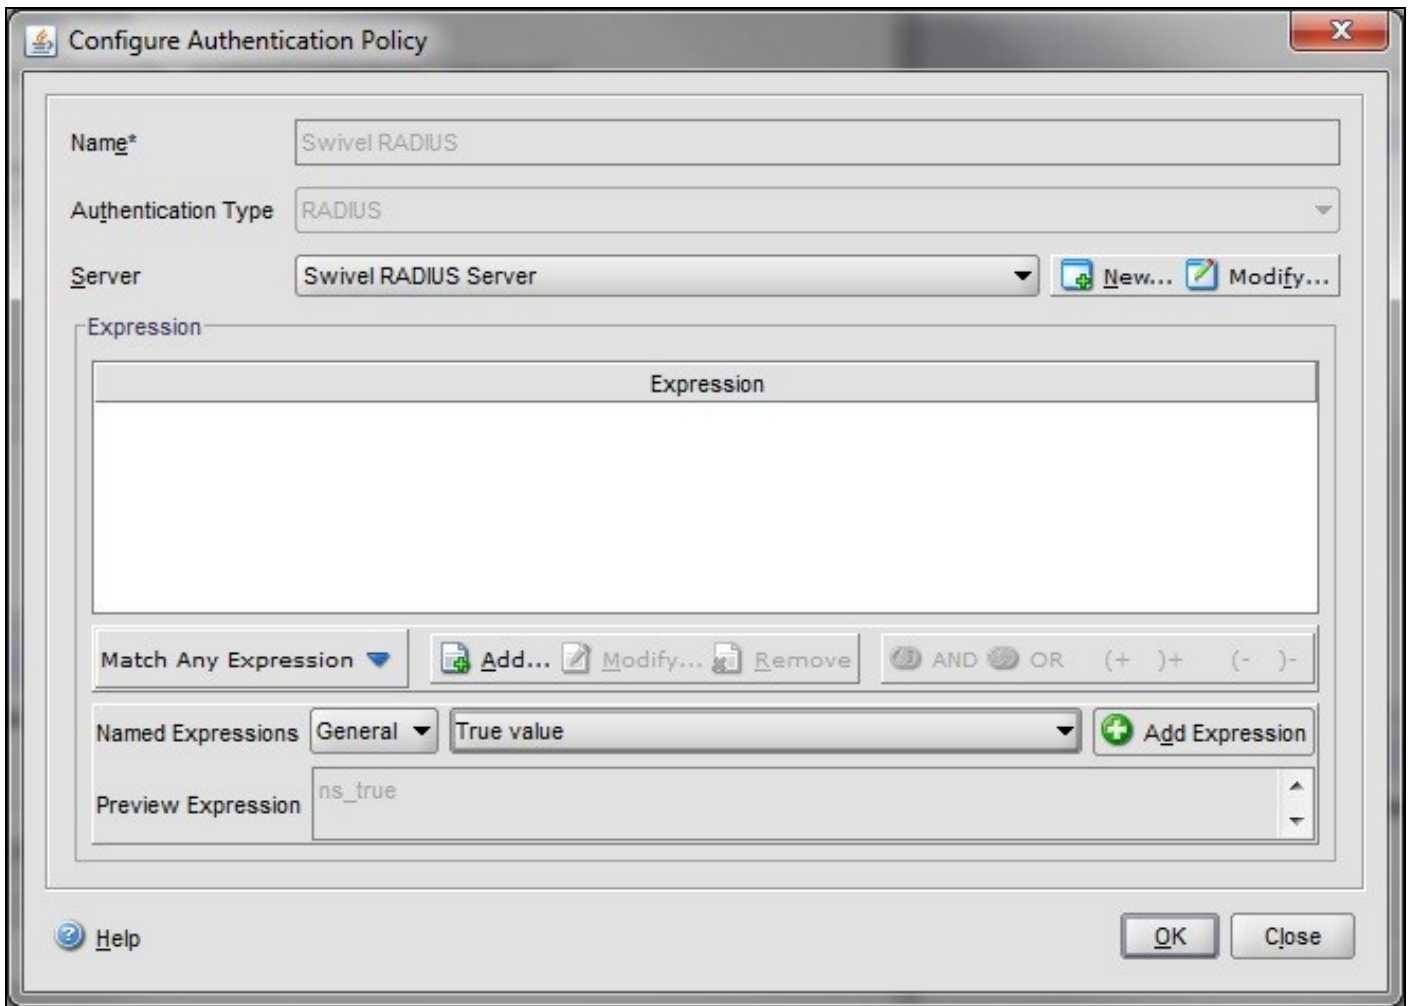 Configure Authentication Policy
Name* Swivel RADIUS
Authentication Type RADIUS
Server Swivel RADIUS Server New... Modify...
Expression
Expression
Match Any Expression Add... Modify... Remove AND OR (+ )+ (- )-
Named Expressions General True value Add Expression
Preview Expression ns_true
Help OK Close